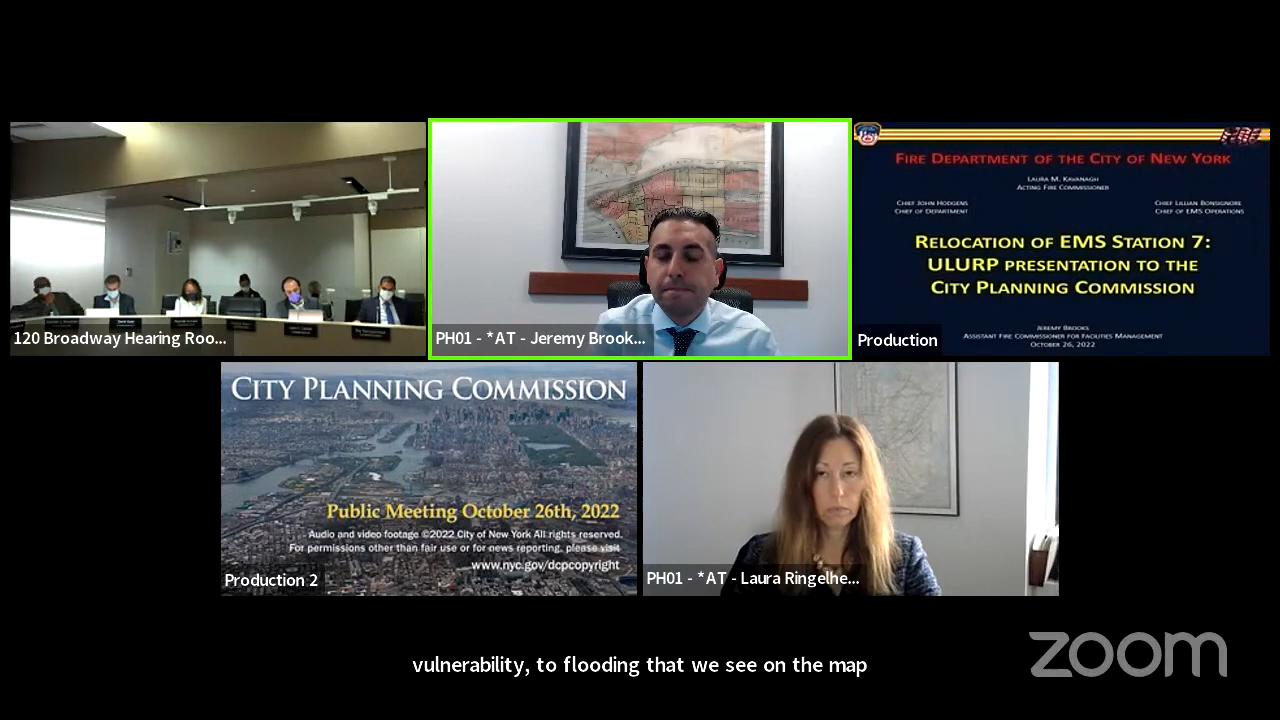 120 Broadway Hearing Roo...
PH01 - *AT - Jeremy Brook...
FIRE DEPARTMENT OF THE CITY OF NEW YORK
LAURA M. KAVANAGH
ACTING FIRE COMMISSIONER
CHIEF JOHN HODGENS
CHIEF OF DEPARTMENT
CHIEF LILLIAN BONSIGNORE
CHIEF OF EMS OPERATIONS
RELOCATION OF EMS STATION 7:
ULURP PRESENTATION TO THE
CITY PLANNING COMMISSION
JEREMY BROOKS
ASSISTANT FIRE COMMISSIONER FOR FACILITIES MANAGEMENT
OCTOBER 26, 2022
Production
CITY PLANNING COMMISSION
Public Meeting October 26th, 2022
Audio and video footage ©2022 City of New York All rights reserved.
For permissions other than fair use or for news reporting, please visit
www.nyc.gov/dcpcopyright
Production 2
PH01 - *AT - Laura Ringelhe...
vulnerability, to flooding that we see on the map
zoom